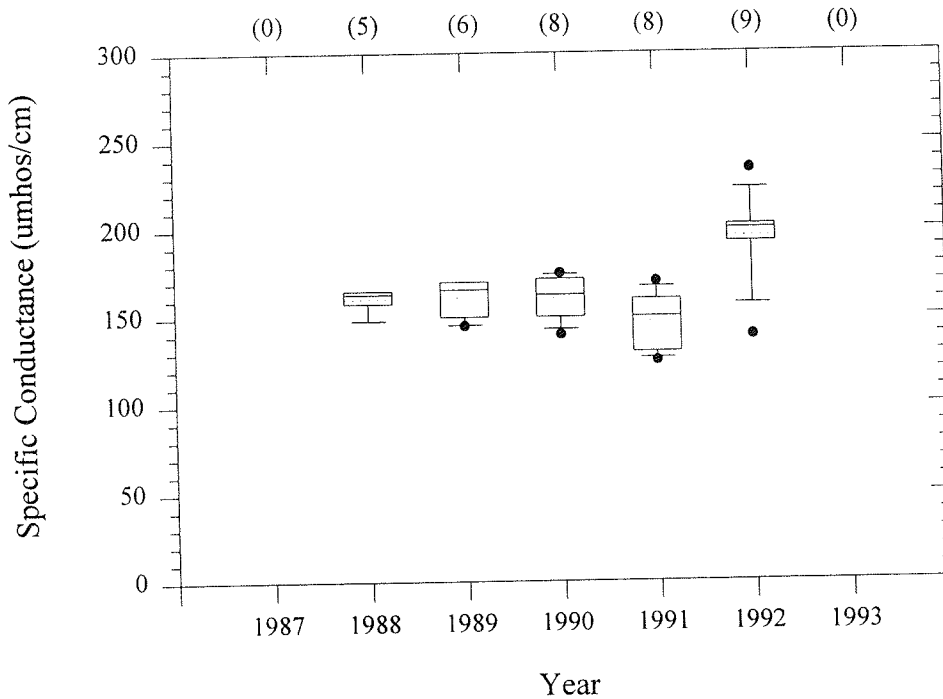 (0) (5) (6) (8) (8) (9) (0)
Specific Conductance (umhos/cm)
300
250
200
150
100
50
0
1987 1988 1989 1990 1991 1992 1993
Year